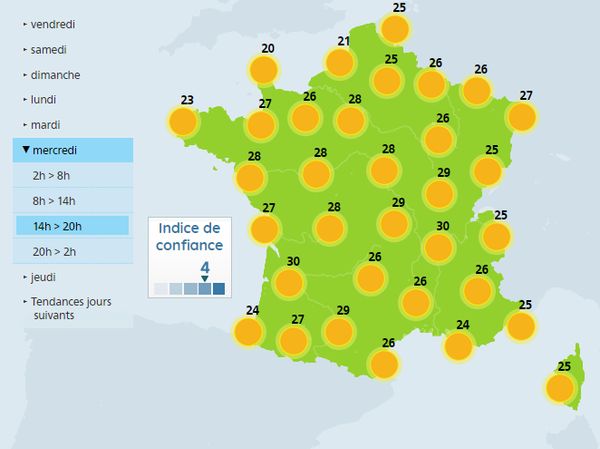 vendredi
samedi
dimanche
lundi
mardi
mercredi
2h > 8h
8h > 14h
14h > 20h
20h > 2h
jeudi
Tendances jours
suivants
Indice de
confiance
4
25
20
21
25
26
26
23
27
26
28
26
27
28
28
28
25
29
27
28
29
30
25
30
26
26
26
24
27
29
26
24
25
25